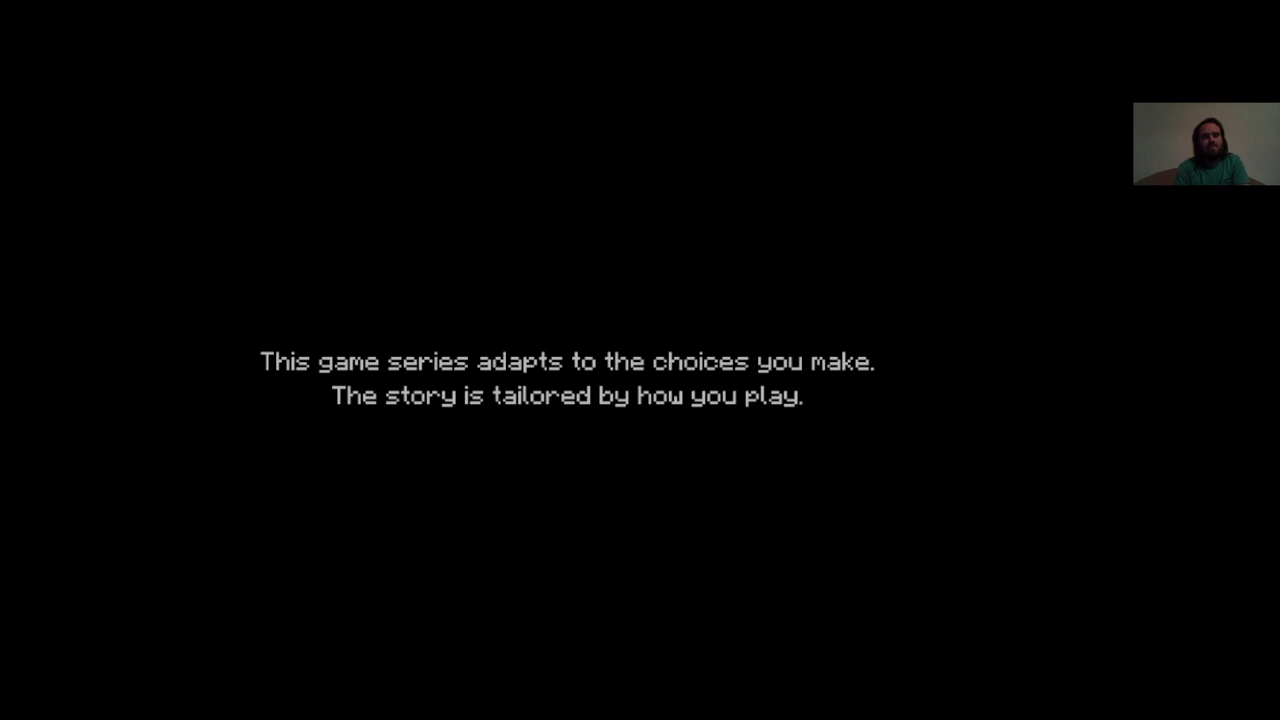 This game series adapts to the choices you make.
The story is tailored by how you play.